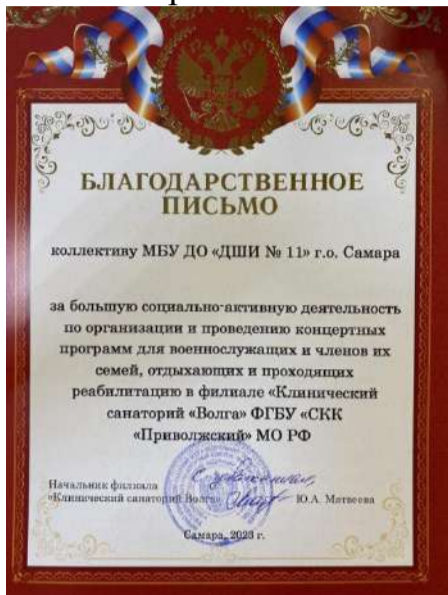 БЛАГОДАРСТВЕННОЕ
ПИСЬМО
коллективу МБУ ДО «ДШИ № 11» г.о. Самара
за большую социально-активную деятельность
по организации и проведению концертных
программ для военнослужащих и членов их
семей, отдыхающих и проходящих
реабилитацию в филиале «Клинический
санаторий «Волга» ФГБУ «СКК
«Приволжский» МО РФ
С уважением,
Начальник филиала
«Клинический санаторий Волга» Ю.А. Матвеева
Самара, 2023 г.